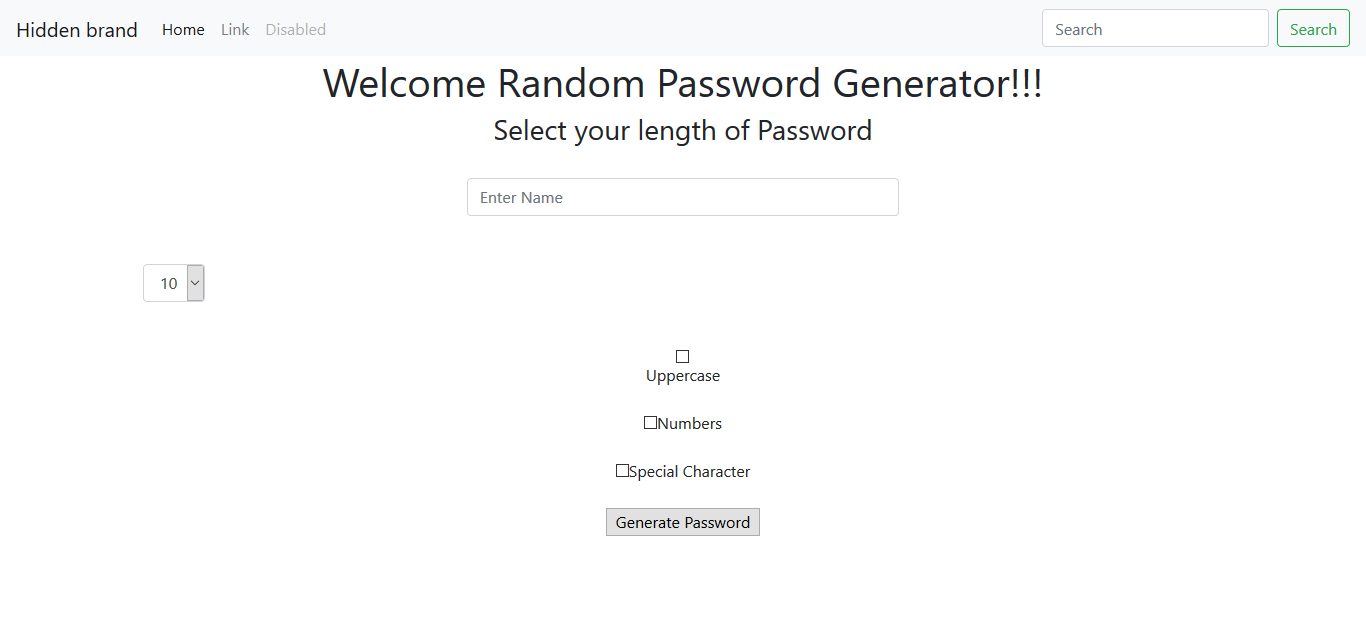 Hidden brand Home Link Disabled Search Search
Welcome Random Password Generator!!!
Select your length of Password
Enter Name
10
Uppercase
Numbers
Special Character
Generate Password